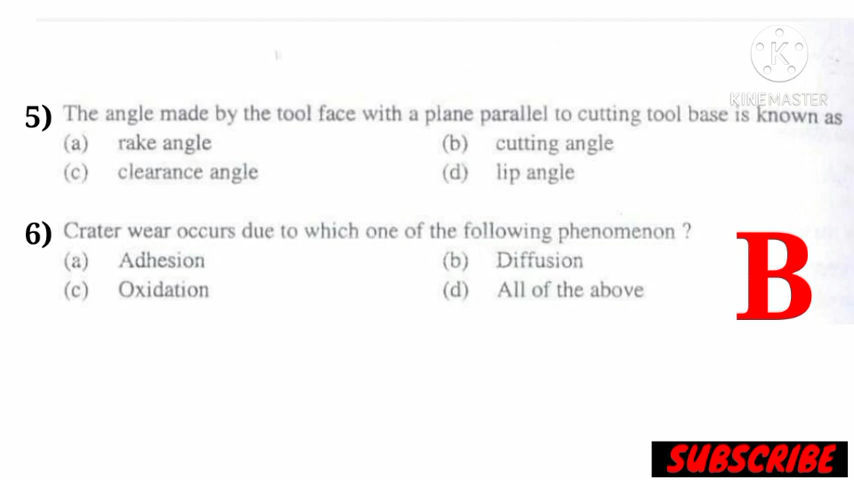 K
KINEMASTER
5) The angle made by the tool face with a plane parallel to cutting tool base is known as
(a) rake angle (b) cutting angle
(c) clearance angle (d) lip angle
6) Crater wear occurs due to which one of the following phenomenon ?
(a) Adhesion (b) Diffusion
(c) Oxidation (d) All of the above
B
SUBSCRIBE